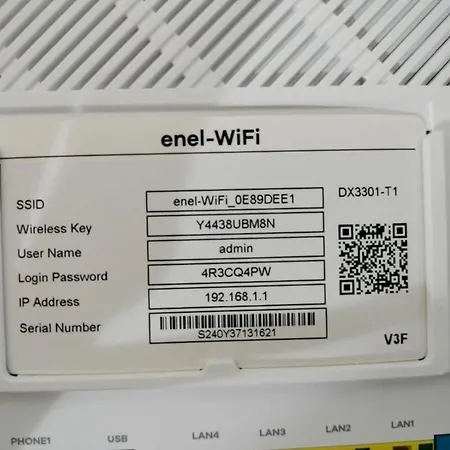 enel-WiFi
SSID enel-WiFi_0E89DEE1 DX3301-T1
Wireless Key Y4438UBM8N
User Name admin
Login Password 4R3CQ4PW
IP Address 192.168.1.1
Serial Number S240Y37131621
V3F
PHONE1 USB LAN4 LAN3 LAN2 LAN1